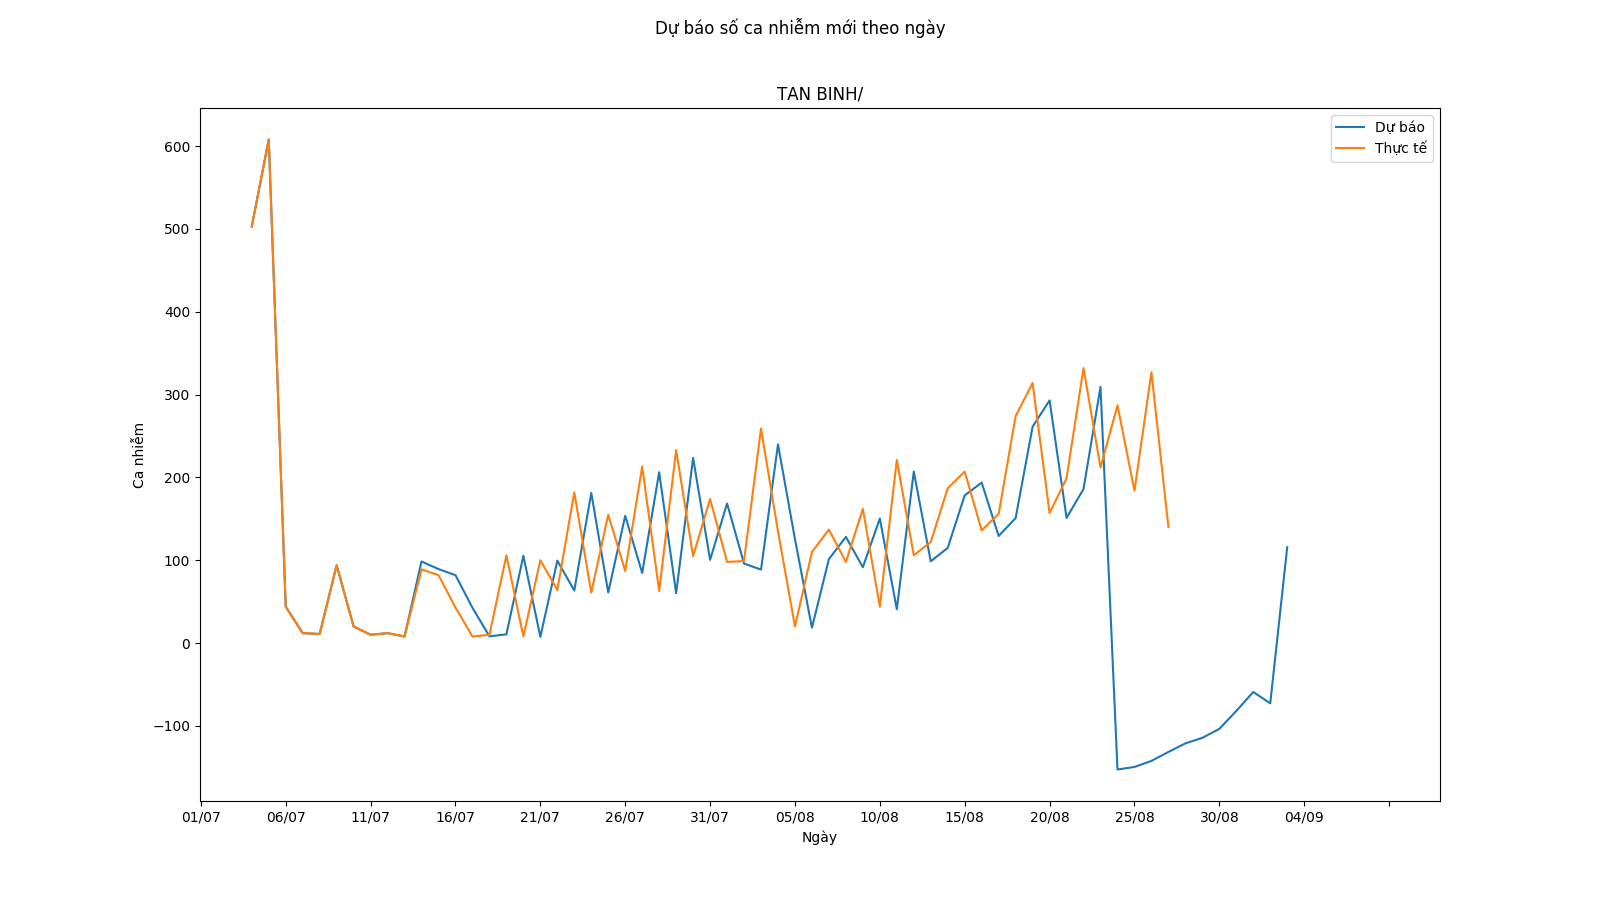 Dự báo số ca nhiễm mới theo ngày
TAN BINH/
Dự báo
Thực tế
600
500
400
300
200
100
0
−100
Ca nhiễm
01/07 06/07 11/07 16/07 21/07 26/07 31/07 05/08 10/08 15/08 20/08 25/08 30/08 04/09
Ngày